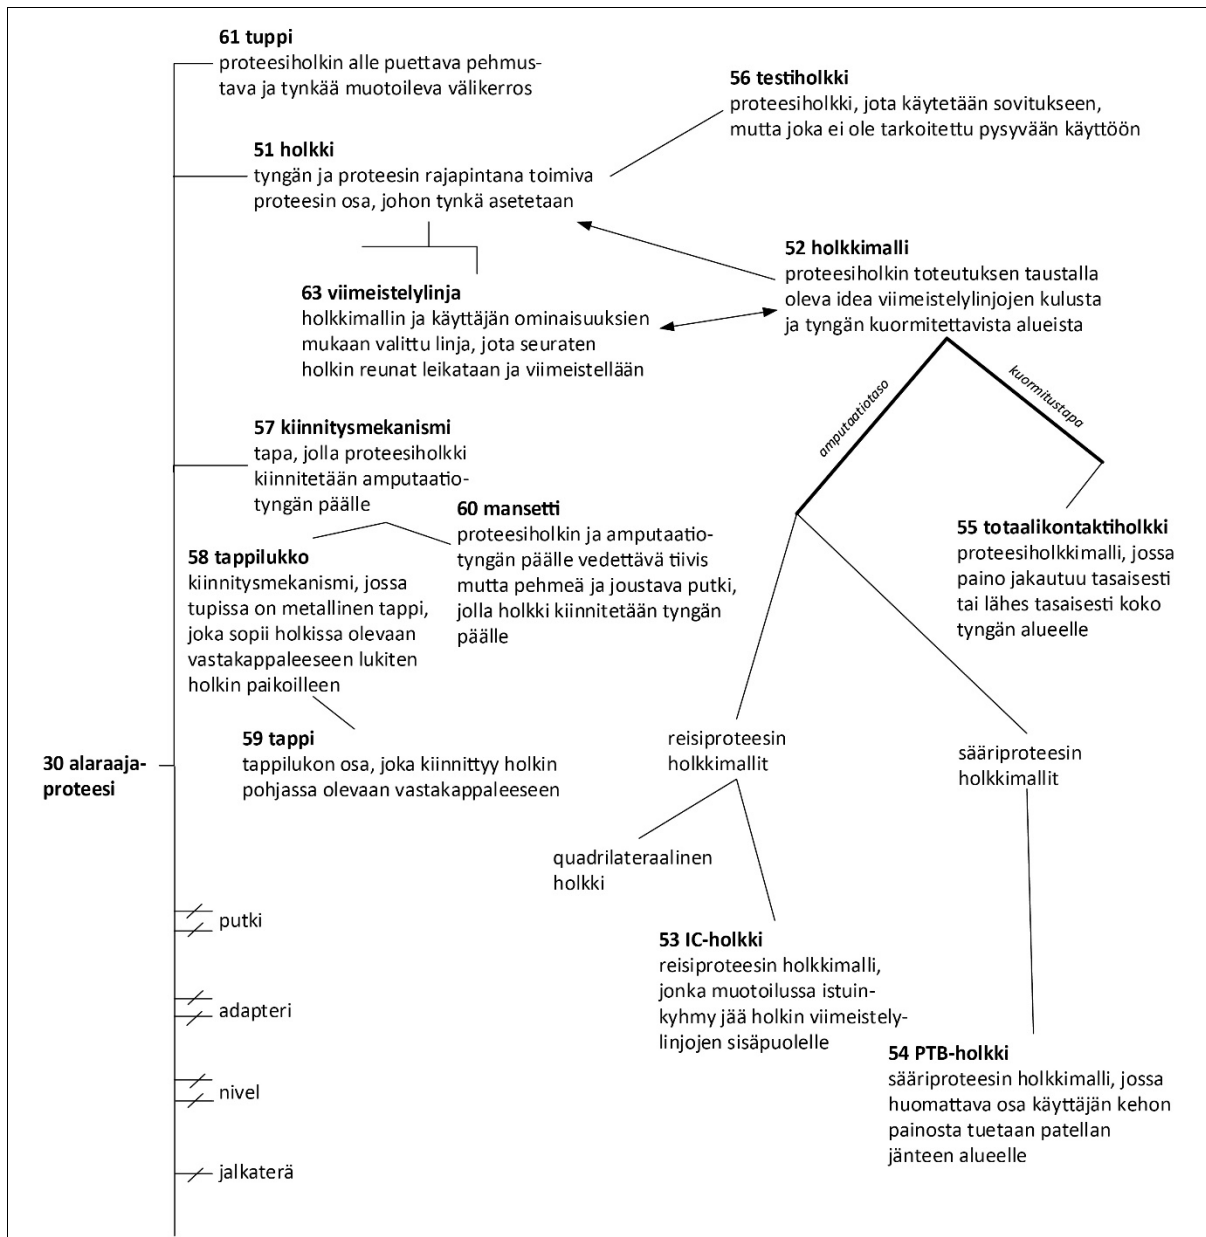 61 tuppi
proteesiholkin alle puettava pehmus-
tava ja tynkää muotoileva välikerros
56 testiholkki
proteesiholkki, jota käytetään sovitukseen,
mutta joka ei ole tarkoitettu pysyvään käyttöön
51 holkki
tyngän ja proteesin rajapintana toimiva
proteesin osa, johon tynkä asetetaan
52 holkkimalli
proteesiholkin toteutuksen taustalla
oleva idea viimeistelylinjojen kulusta
ja tyngän kuormitettavista alueista
63 viimeistelylinja
holkkimallin ja käyttäjän ominaisuuksien
mukaan valittu linja, jota seuraten
holkin reunat leikataan ja viimeistellään
amputaatiotaso
kuormitustapa
57 kiinnitysmekanismi
tapa, jolla proteesiholkki
kiinnitetään amputaatio-
tyngän päälle
60 mansetti
proteesiholkin ja amputaatio-
tyngän päälle vedettävä tiivis
mutta pehmeä ja joustava putki,
jolla holkki kiinnitetään tyngän
päälle
55 totaalikontaktiholkki
proteesiholkkimalli, jossa
paino jakautuu tasaisesti
tai lähes tasaisesti koko
tyngän alueelle
58 tappilukko
kiinnitysmekanismi, jossa
tupissa on metallinen tappi,
joka sopii holkissa olevaan
vastakappaleeseen lukiten
holkin paikoilleen
59 tappi
tappilukon osa, joka kiinnittyy holkin
pohjassa olevaan vastakappaleeseen
reisiproteesin
holkkimallit
sääriproteesin
holkkimallit
30 alaraaja-
proteesi
quadrilateraalinen
holkki
putki
53 IC-holkki
reisiproteesin holkkimalli,
jonka muotoilussa istuin-
kyhmy jää holkin viimeistely-
linjojen sisäpuolelle
adapteri
54 PTB-holkki
sääriproteesin holkkimalli, jossa
huomattava osa käyttäjän kehon
painosta tuetaan patellan
jänteen alueelle
nivel
jalkaterä